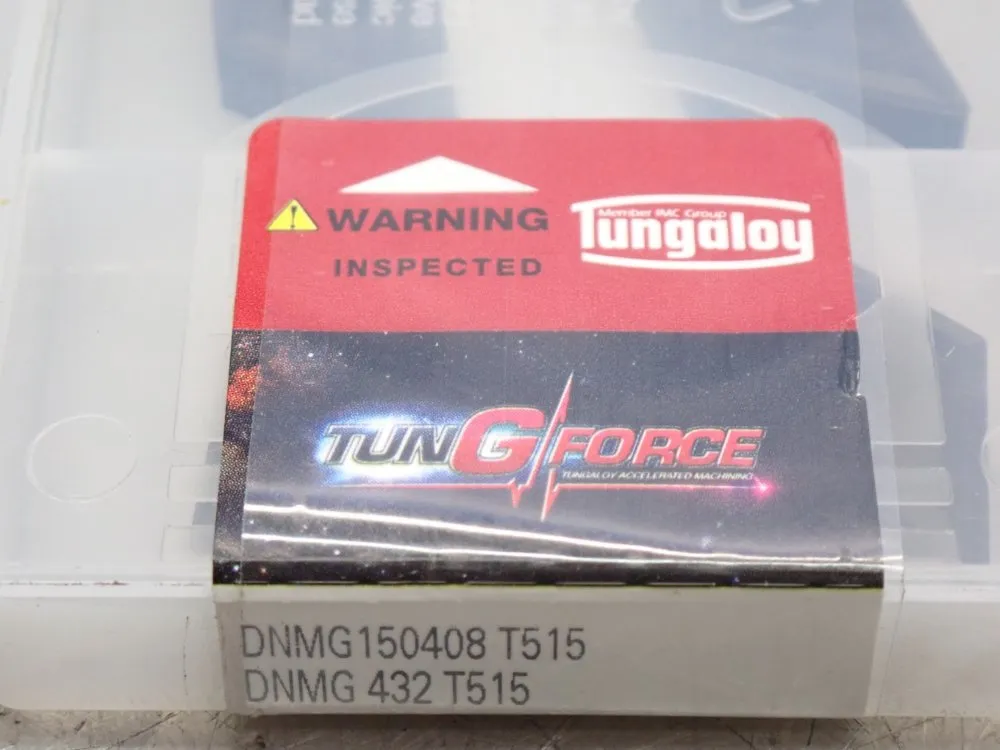 WARNING
INSPECTED
Member IMC Group
Tungaloy
TUNGFORCE
TUNGALOY ACCELERATED MACHINING
DNMG150408 T515
DNMG 432 T515